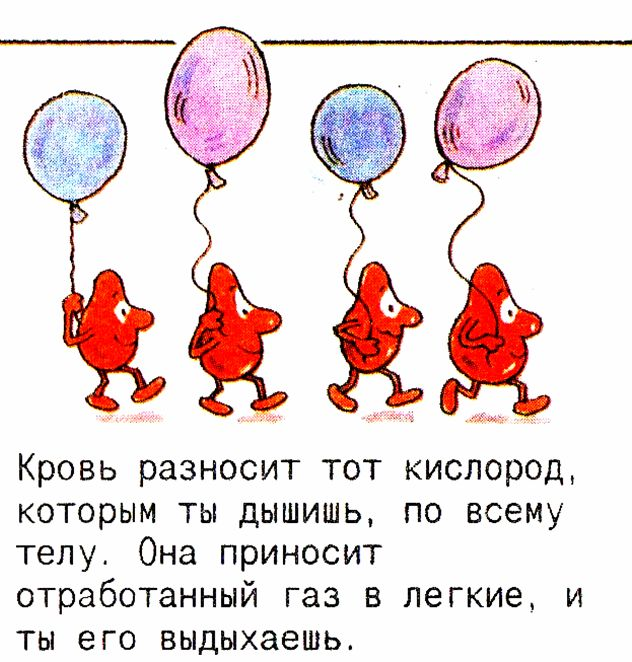 Кровь разносит тот кислород,
которым ты дышишь, по всему
телу. Она приносит
отработанный газ в легкие, и
ты его выдыхаешь.